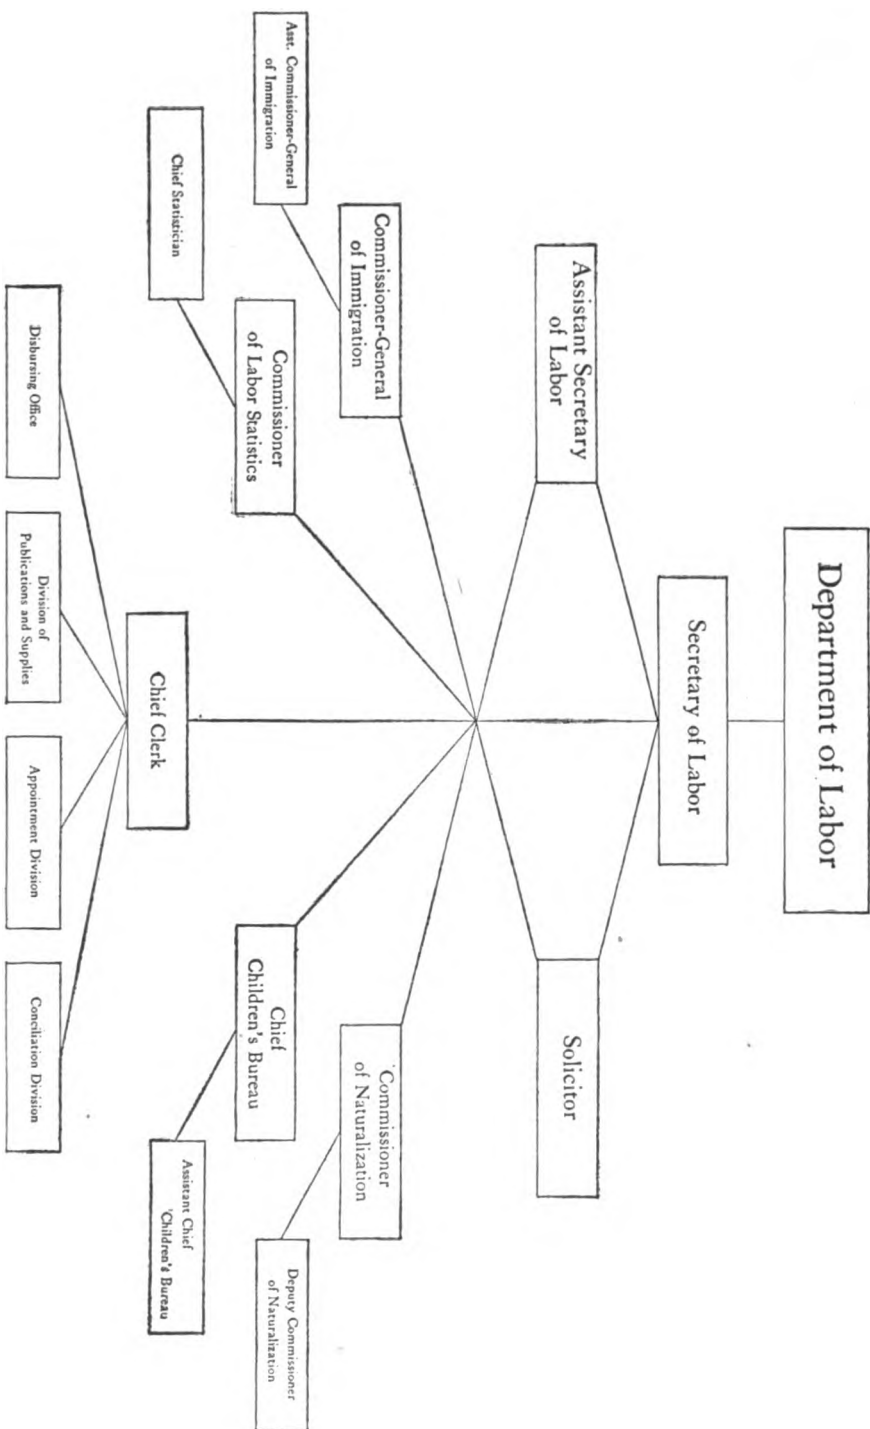 Department of Labor
Secretary of Labor
Assistant Secretary
of Labor
Solicitor
Commissioner-General
of Immigration
Commissioner
of Naturalization
Asst. Commissioner-General
of Immigration
Deputy Commissioner
of Naturalization
Commissioner
of Labor Statistics
Chief
Children's Bureau
Chief Statistician
Assistant Chief
Children's Bureau
Chief Clerk
Disbursing Office
Division of
Publications and Supplies
Appointment Division
Conciliation Division